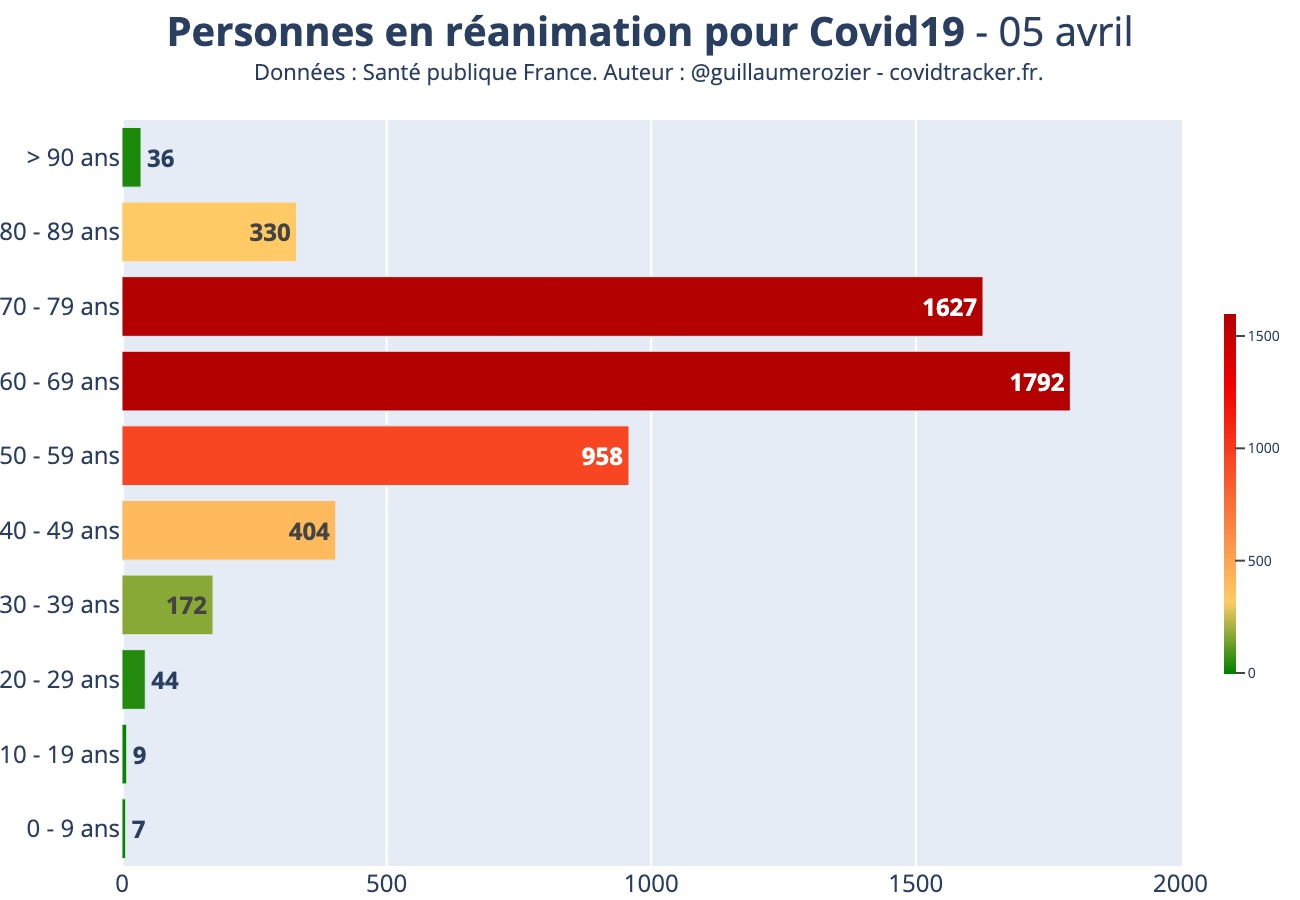 Personnes en réanimation pour Covid19 - 05 avril
Données : Santé publique France. Auteur : @guillaumerozier - covidtracker.fr.
> 90 ans 36
80 - 89 ans 330
70 - 79 ans 1627
60 - 69 ans 1792
50 - 59 ans 958
40 - 49 ans 404
30 - 39 ans 172
20 - 29 ans 44
10 - 19 ans 9
0 - 9 ans 7
0 500 1000 1500 2000
1500
1000
500
0